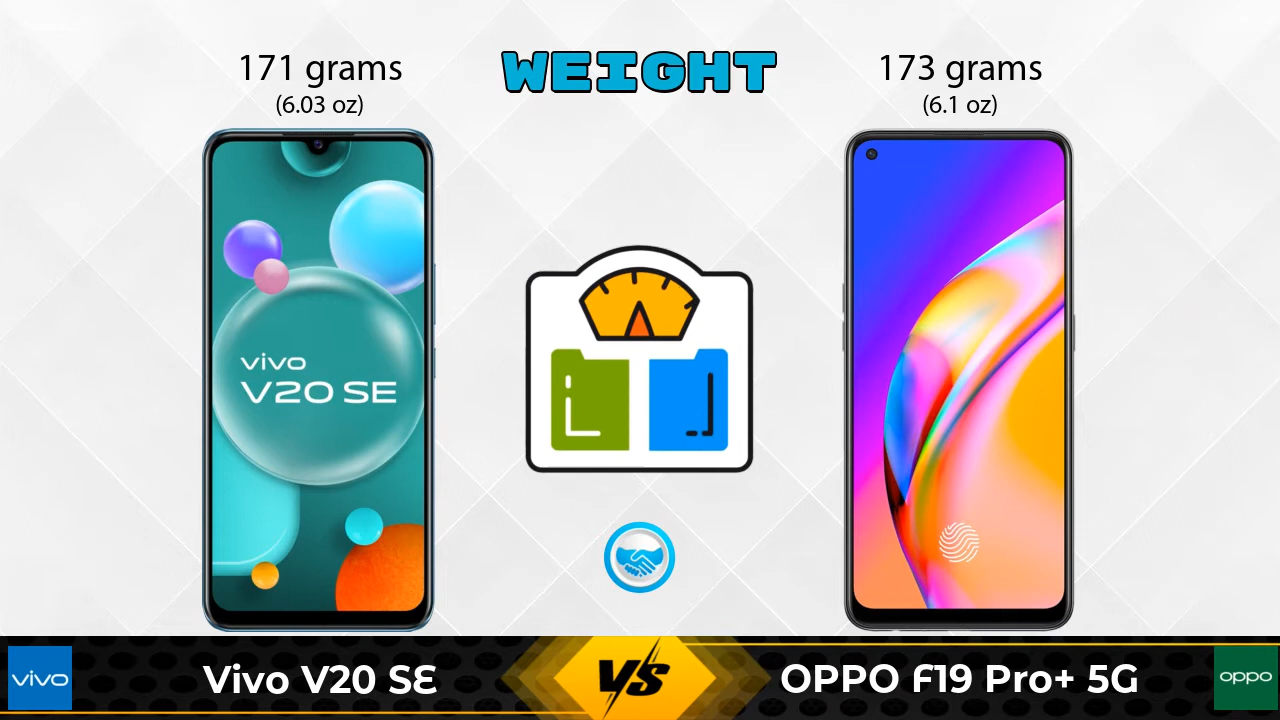 WEIGHT
171 grams
(6.03 oz)
173 grams
(6.1 oz)
vivo
V20 SE
vivo
Vivo V20 SE
VS
OPPO F19 Pro+ 5G
oppo